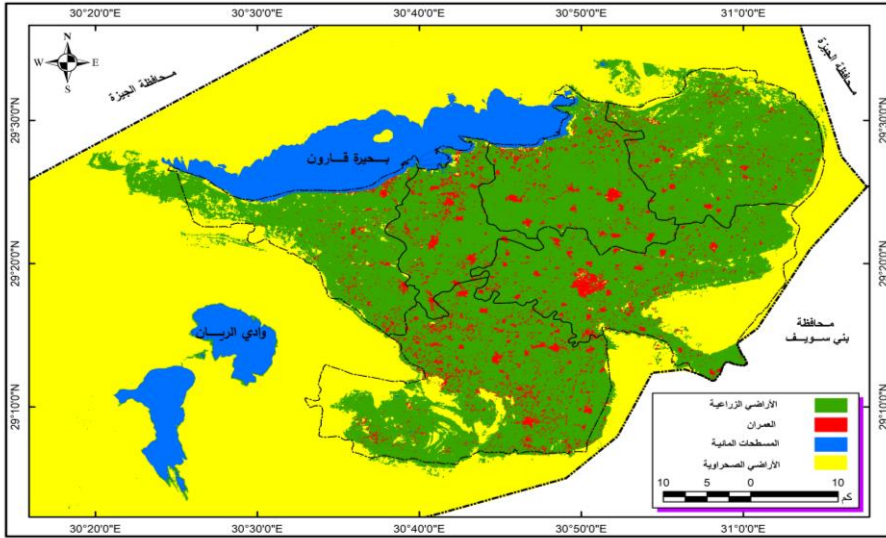 N
W E
S
محافظة الجيزة
محافظة الجيزة
بحيرة قارون
وادي الريان
محافظة
بني سويف
الأراضي الزراعية
العمران
المسطحات المائية
الأراضي الصحراوية
10 5 0 10
كم
29°30'0"N
29°20'0"N
29°10'0"N
29°30'0"N
29°20'0"N
29°10'0"N
30°20'0"E 30°30'0"E 30°40'0"E 30°50'0"E 31°0'0"E
30°20'0"E 30°30'0"E 30°40'0"E 30°50'0"E 31°0'0"E